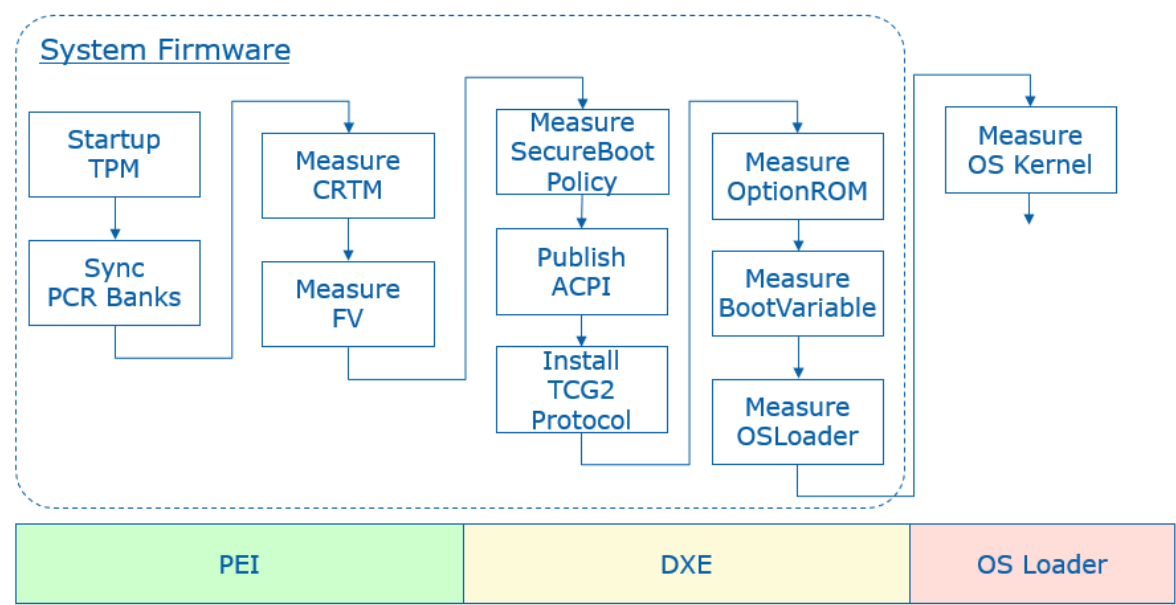 System Firmware
Startup
TPM
Sync
PCR Banks
Measure
CRTM
Measure
FV
Measure
SecureBoot
Policy
Publish
ACPI
Install
TCG2
Protocol
Measure
OptionROM
Measure
BootVariable
Measure
OSLoader
Measure
OS Kernel
PEI
DXE
OS Loader